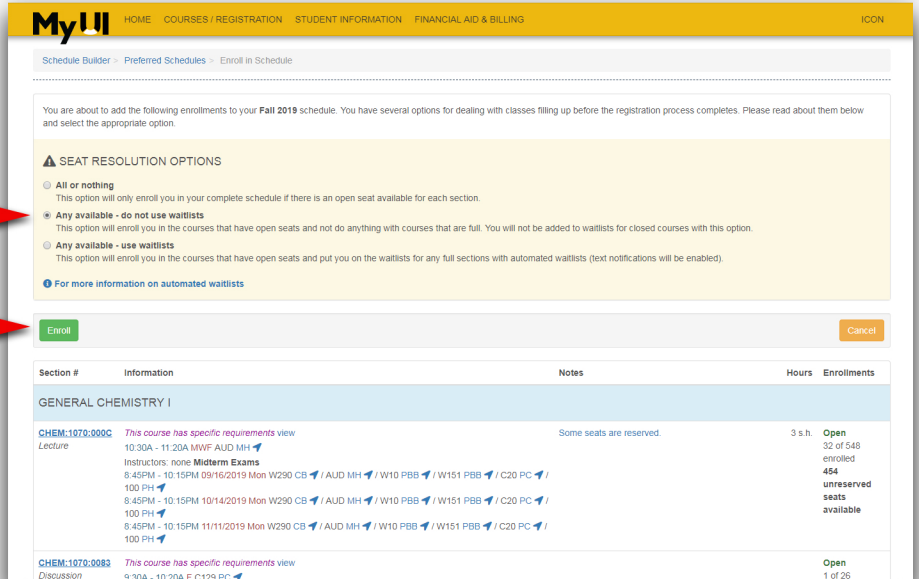 MyUI HOME COURSES / REGISTRATION STUDENT INFORMATION FINANCIAL AID & BILLING ICON
Schedule Builder > Preferred Schedules > Enroll in Schedule
You are about to add the following enrollments to your Fall 2019 schedule. You have several options for dealing with classes filling up before the registration process completes. Please read about them below
and select the appropriate option.
SEAT RESOLUTION OPTIONS
All or nothing
This option will only enroll you in your complete schedule if there is an open seat available for each section.
Any available - do not use waitlists
This option will enroll you in the courses that have open seats and not do anything with courses that are full. You will not be added to waitlists for closed courses with this option.
Any available - use waitlists
This option will enroll you in the courses that have open seats and put you on the waitlists for any full sections with automated waitlists (text notifications will be enabled).
For more information on automated waitlists
Enroll Cancel
Section # Information Notes Hours Enrollments
GENERAL CHEMISTRY I
CHEM:1070:000C This course has specific requirements view Some seats are reserved. 3 s.h. Open
Lecture 10:30A - 11:20A MWF AUD MH 32 of 548
Instructors: none Midterm Exams enrolled
8:45PM - 10:15PM 09/16/2019 Mon W290 CB / AUD MH / W10 PBB / W151 PBB / C20 PC / 454
100 PH unreserved
8:45PM - 10:15PM 10/14/2019 Mon W290 CB / AUD MH / W10 PBB / W151 PBB / C20 PC / seats
100 PH available
8:45PM - 10:15PM 11/11/2019 Mon W290 CB / AUD MH / W10 PBB / W151 PBB / C20 PC /
100 PH
CHEM:1070:0083 This course has specific requirements view Open
Discussion 9:30A - 10:20A F C129 PC 1 of 26